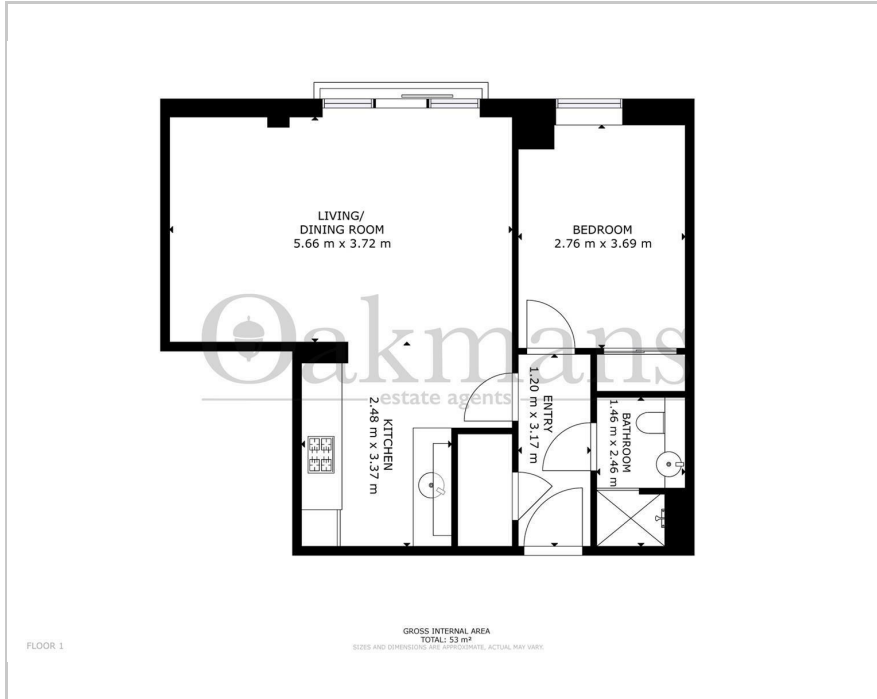 LIVING/
DINING ROOM
5.66 m x 3.72 m
BEDROOM
2.76 m x 3.69 m
Oakmans
estate agents
KITCHEN
2.48 m x 3.37 m
ENTRY
1.20 m x 3.17 m
BATHROOM
1.46 m x 2.46 m
GROSS INTERNAL AREA
TOTAL: 53 m²
SIZES AND DIMENSIONS ARE APPROXIMATE, ACTUAL MAY VARY.
FLOOR 1